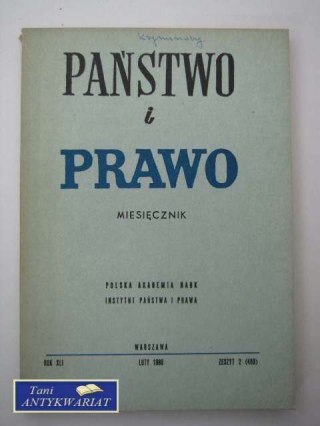 PAŃSTWO
i
PRAWO
MIESIĘCZNIK
POLSKA AKADEMIA NAUK
INSTYTUT PAŃSTWA I PRAWA
WARSZAWA
ROK XLI LUTY 1986 ZESZYT 2 (480)
Tani
ANTYKWARIAT